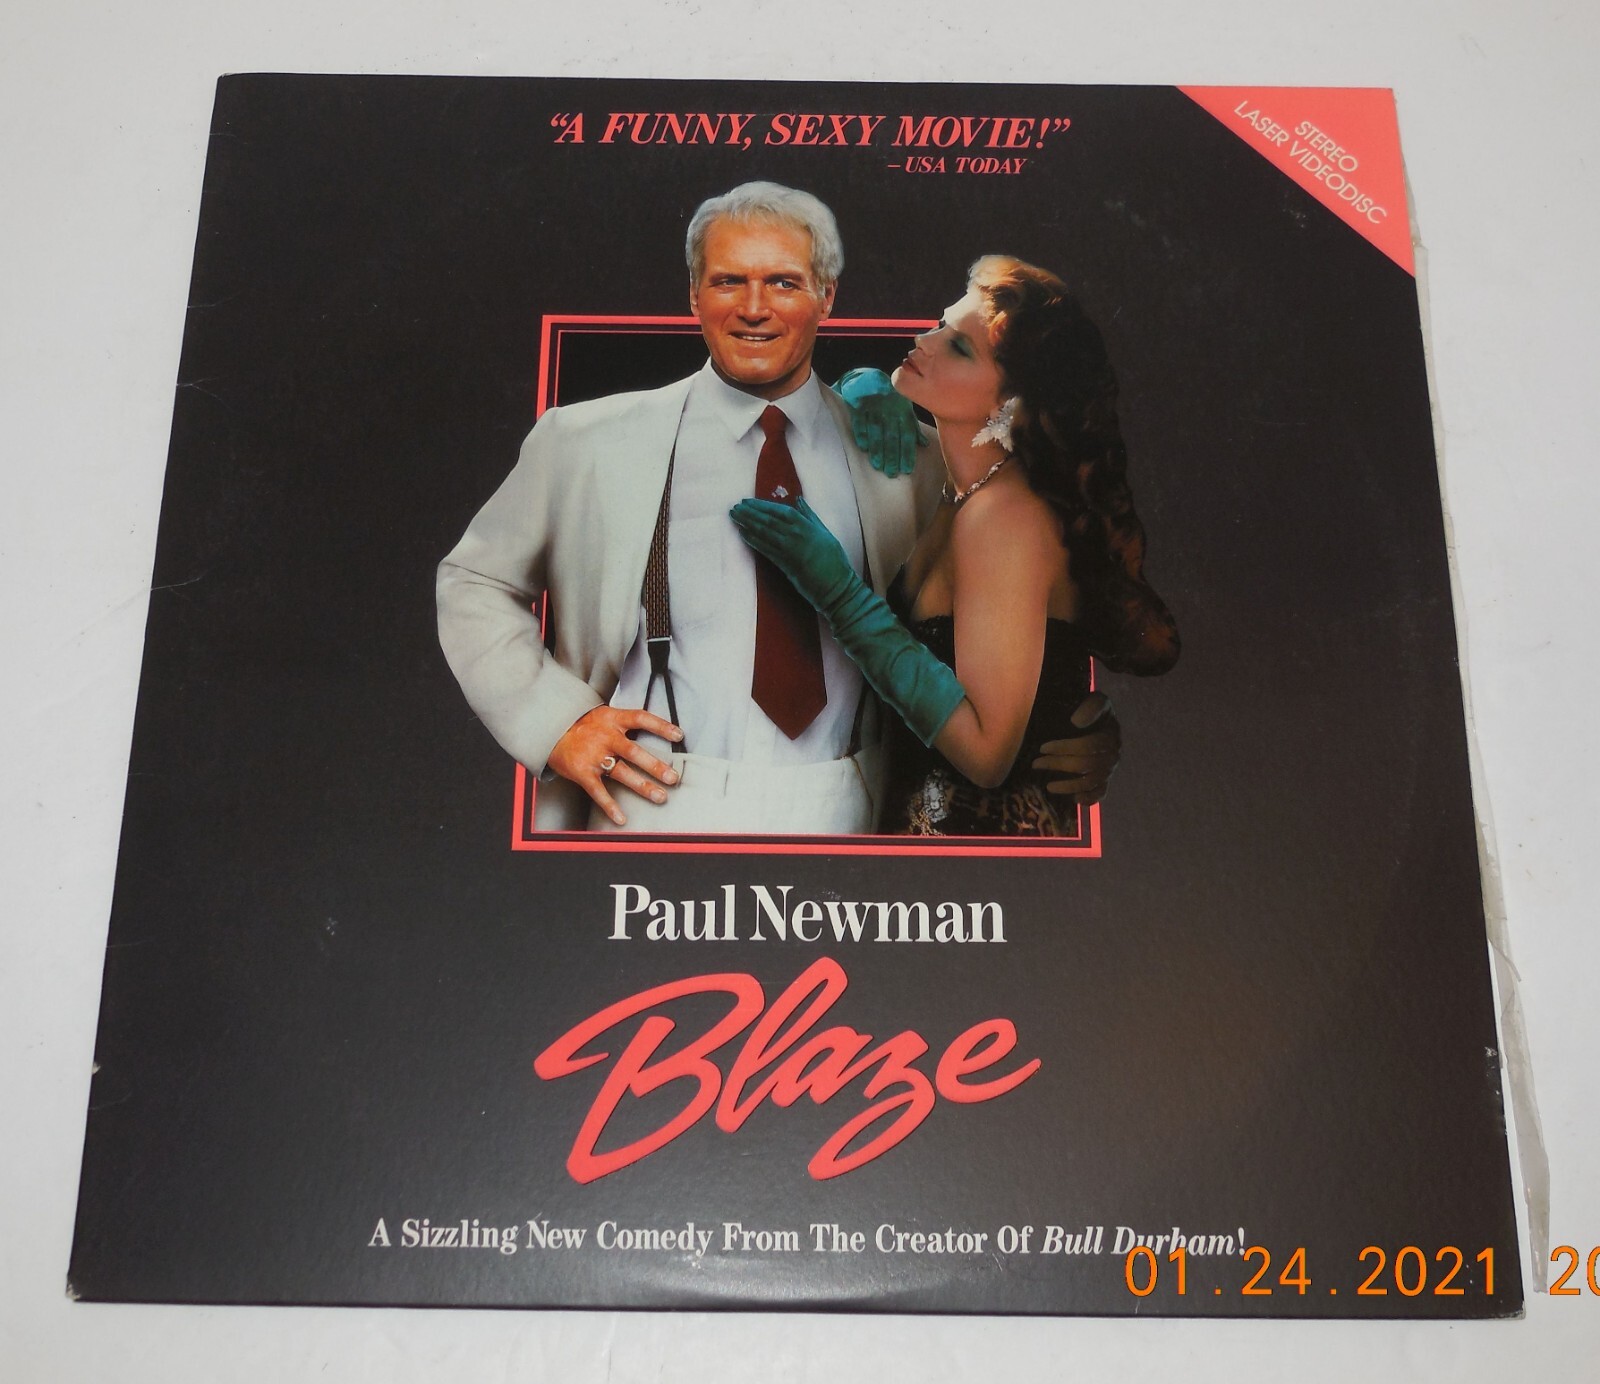 “A FUNNY, SEXY MOVIE!”
– USA TODAY
STEREO
LASER VIDEODISC
Paul Newman
Blaze
A Sizzling New Comedy From The Creator Of Bull Durham!
01.24.2021 20